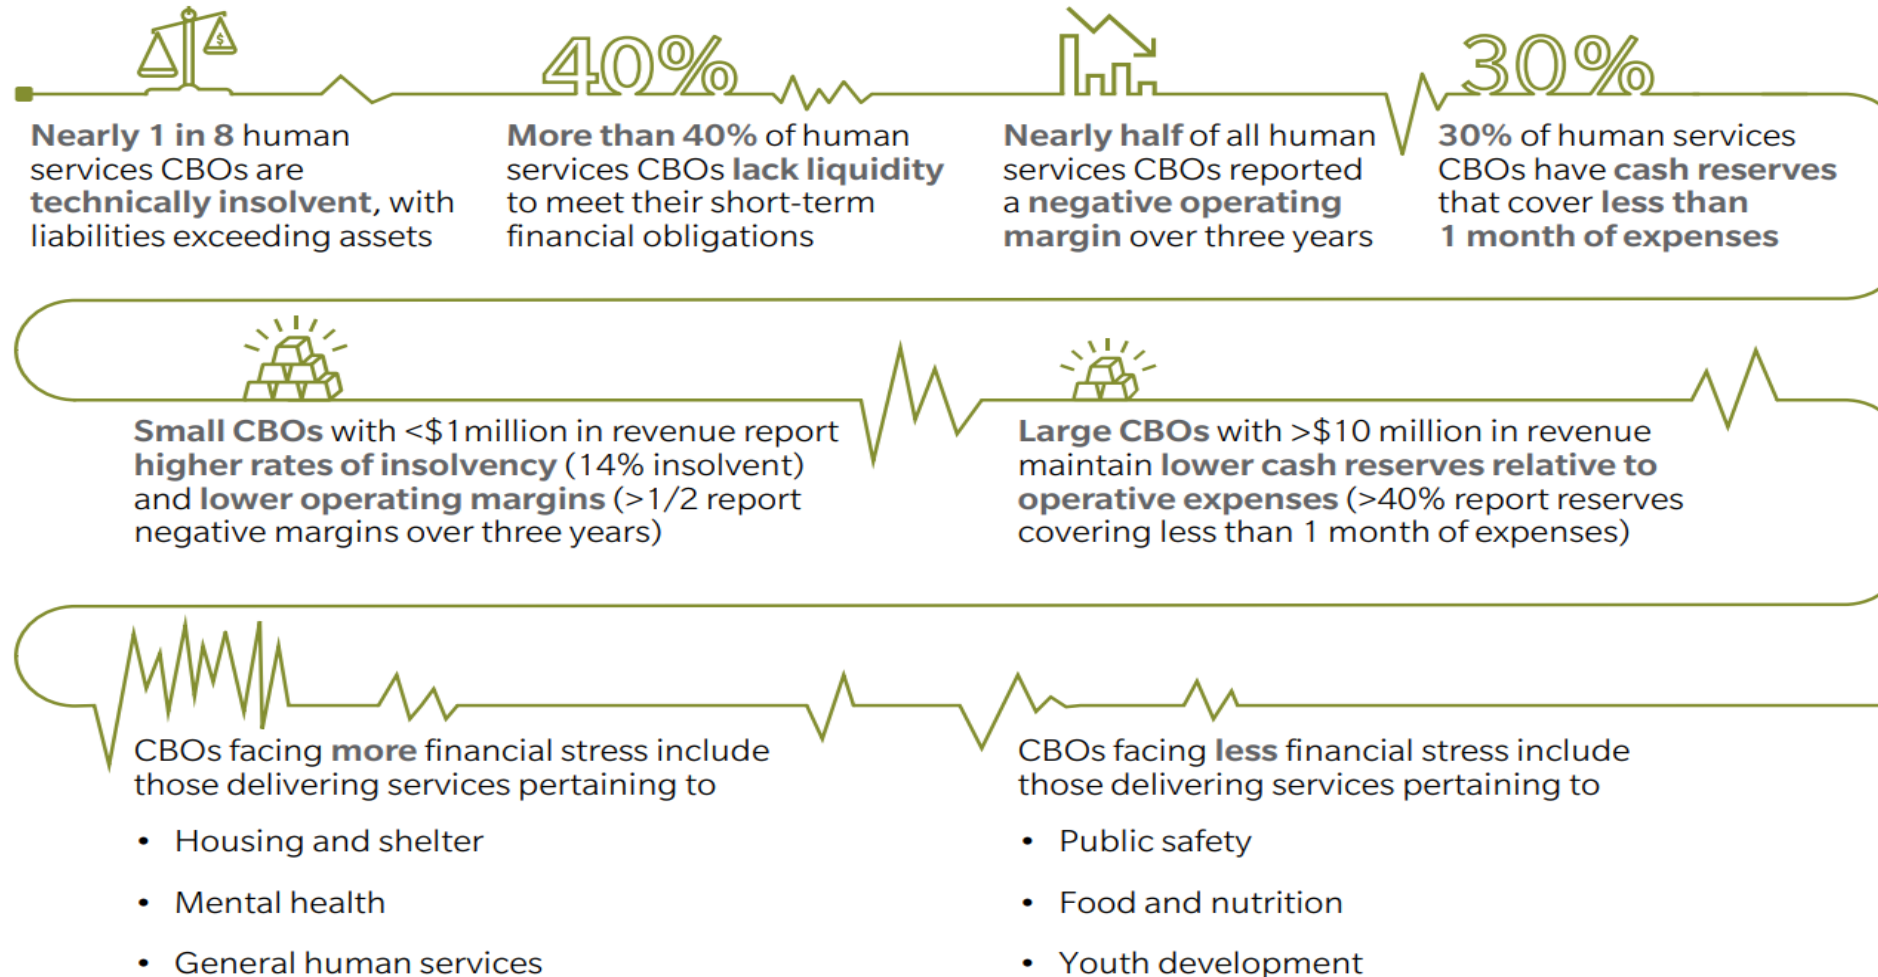 $
40%
30%
Nearly 1 in 8 human
services CBOs are
technically insolvent, with
liabilities exceeding assets
More than 40% of human
services CBOs lack liquidity
to meet their short-term
financial obligations
Nearly half of all human
services CBOs reported
a negative operating
margin over three years
30% of human services
CBOs have cash reserves
that cover less than
1 month of expenses
Small CBOs with <$1million in revenue report
higher rates of insolvency (14% insolvent)
and lower operating margins (>1/2 report
negative margins over three years)
Large CBOs with >$10 million in revenue
maintain lower cash reserves relative to
operative expenses (>40% report reserves
covering less than 1 month of expenses)
CBOs facing more financial stress include
those delivering services pertaining to
• Housing and shelter
• Mental health
• General human services
CBOs facing less financial stress include
those delivering services pertaining to
• Public safety
• Food and nutrition
• Youth development